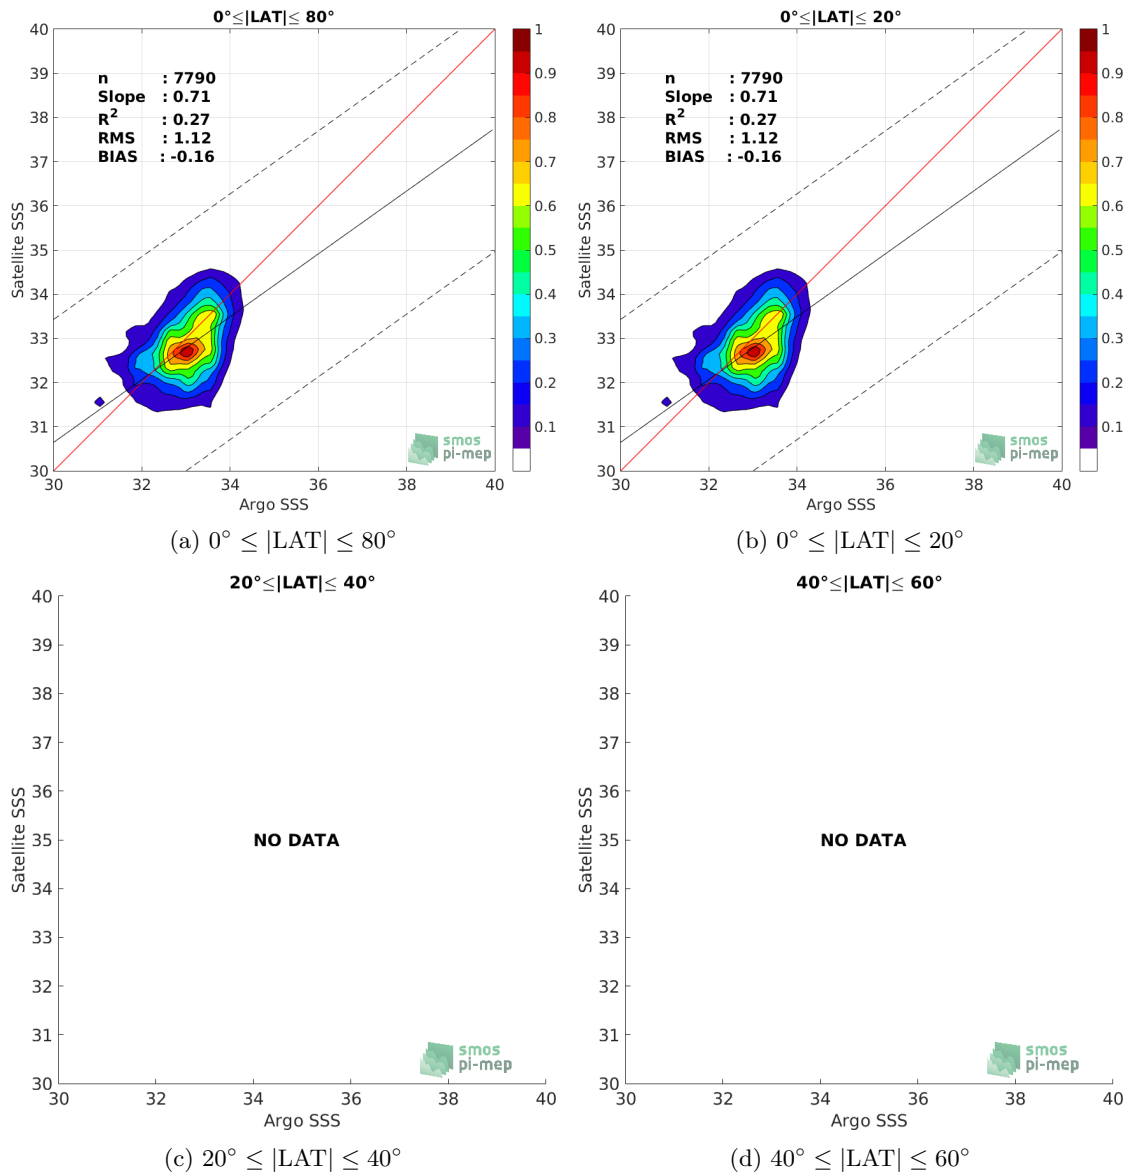 0°≤|LAT|≤ 80°
40
39
38
37
36
35
34
33
32
31
30
Satellite SSS
n : 7790
Slope : 0.71
R² : 0.27
RMS : 1.12
BIAS : -0.16
smos
pi-mep
30 32 34 36 38 40
Argo SSS
1
0.9
0.8
0.7
0.6
0.5
0.4
0.3
0.2
0.1
(a) 0° ≤ |LAT| ≤ 80°
0°≤|LAT|≤ 20°
40
39
38
37
36
35
34
33
32
31
30
Satellite SSS
n : 7790
Slope : 0.71
R² : 0.27
RMS : 1.12
BIAS : -0.16
smos
pi-mep
30 32 34 36 38 40
Argo SSS
1
0.9
0.8
0.7
0.6
0.5
0.4
0.3
0.2
0.1
(b) 0° ≤ |LAT| ≤ 20°
20°≤|LAT|≤ 40°
40
39
38
37
36
35
34
33
32
31
30
Satellite SSS
NO DATA
smos
pi-mep
30 32 34 36 38 40
Argo SSS
(c) 20° ≤ |LAT| ≤ 40°
40°≤|LAT|≤ 60°
40
39
38
37
36
35
34
33
32
31
30
Satellite SSS
NO DATA
smos
pi-mep
30 32 34 36 38 40
Argo SSS
(d) 40° ≤ |LAT| ≤ 60°